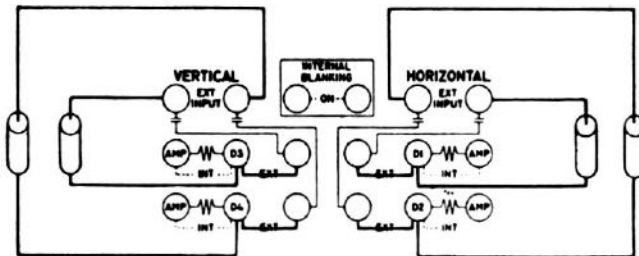 INTERNAL
BLANKING
ON
VERTICAL
EXT
INPUT
HORIZONTAL
EXT
INPUT
AMP D3
INT EXT
D1 AMP
EXT INT
AMP D4
INT EXT
D2 AMP
EXT INT